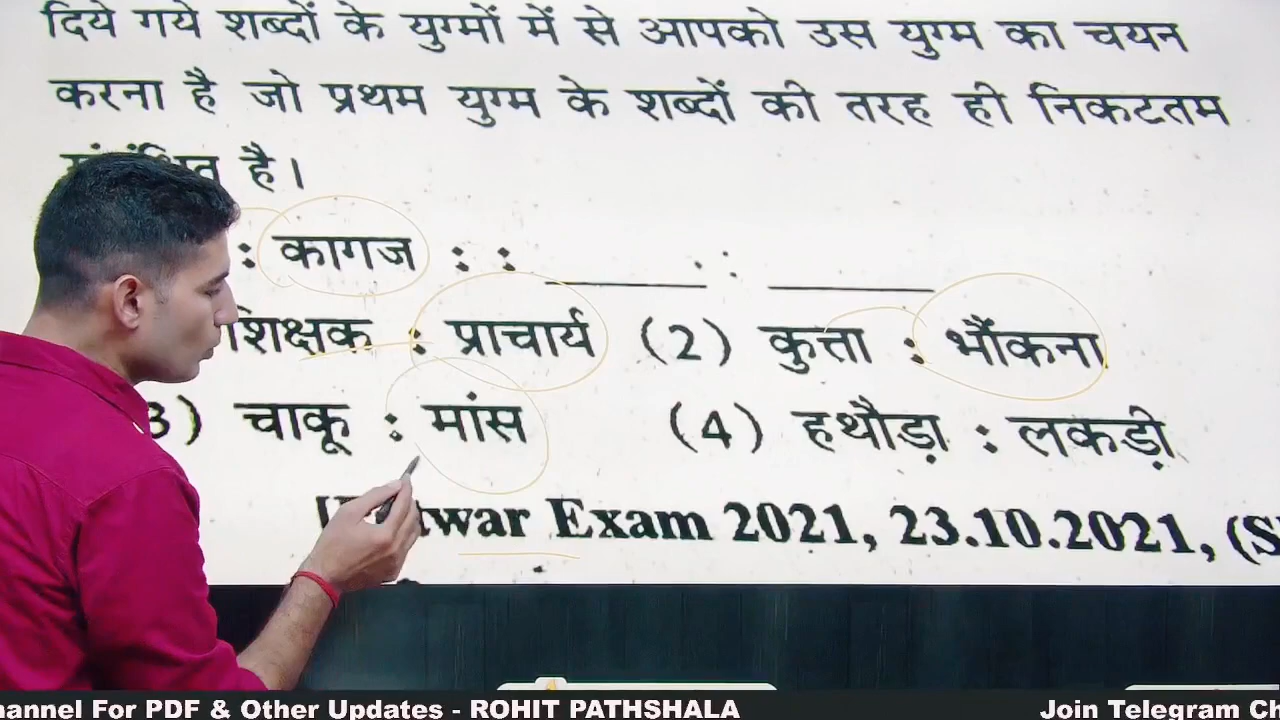 दिये गये शब्दों के युग्मों में से आपको उस युग्म का चयन
करना है जो प्रथम युग्म के शब्दों की तरह ही निकटतम
है।
: कागज : : ______ : ______
शिक्षक : प्राचार्य (2) कुत्ता : भौंकना
3) चाकू : मांस (4) हथौड़ा : लकड़ी
twar Exam 2021, 23.10.2021, (S
hannel For PDF & Other Updates - ROHIT PATHSHALA Join Telegram Ch